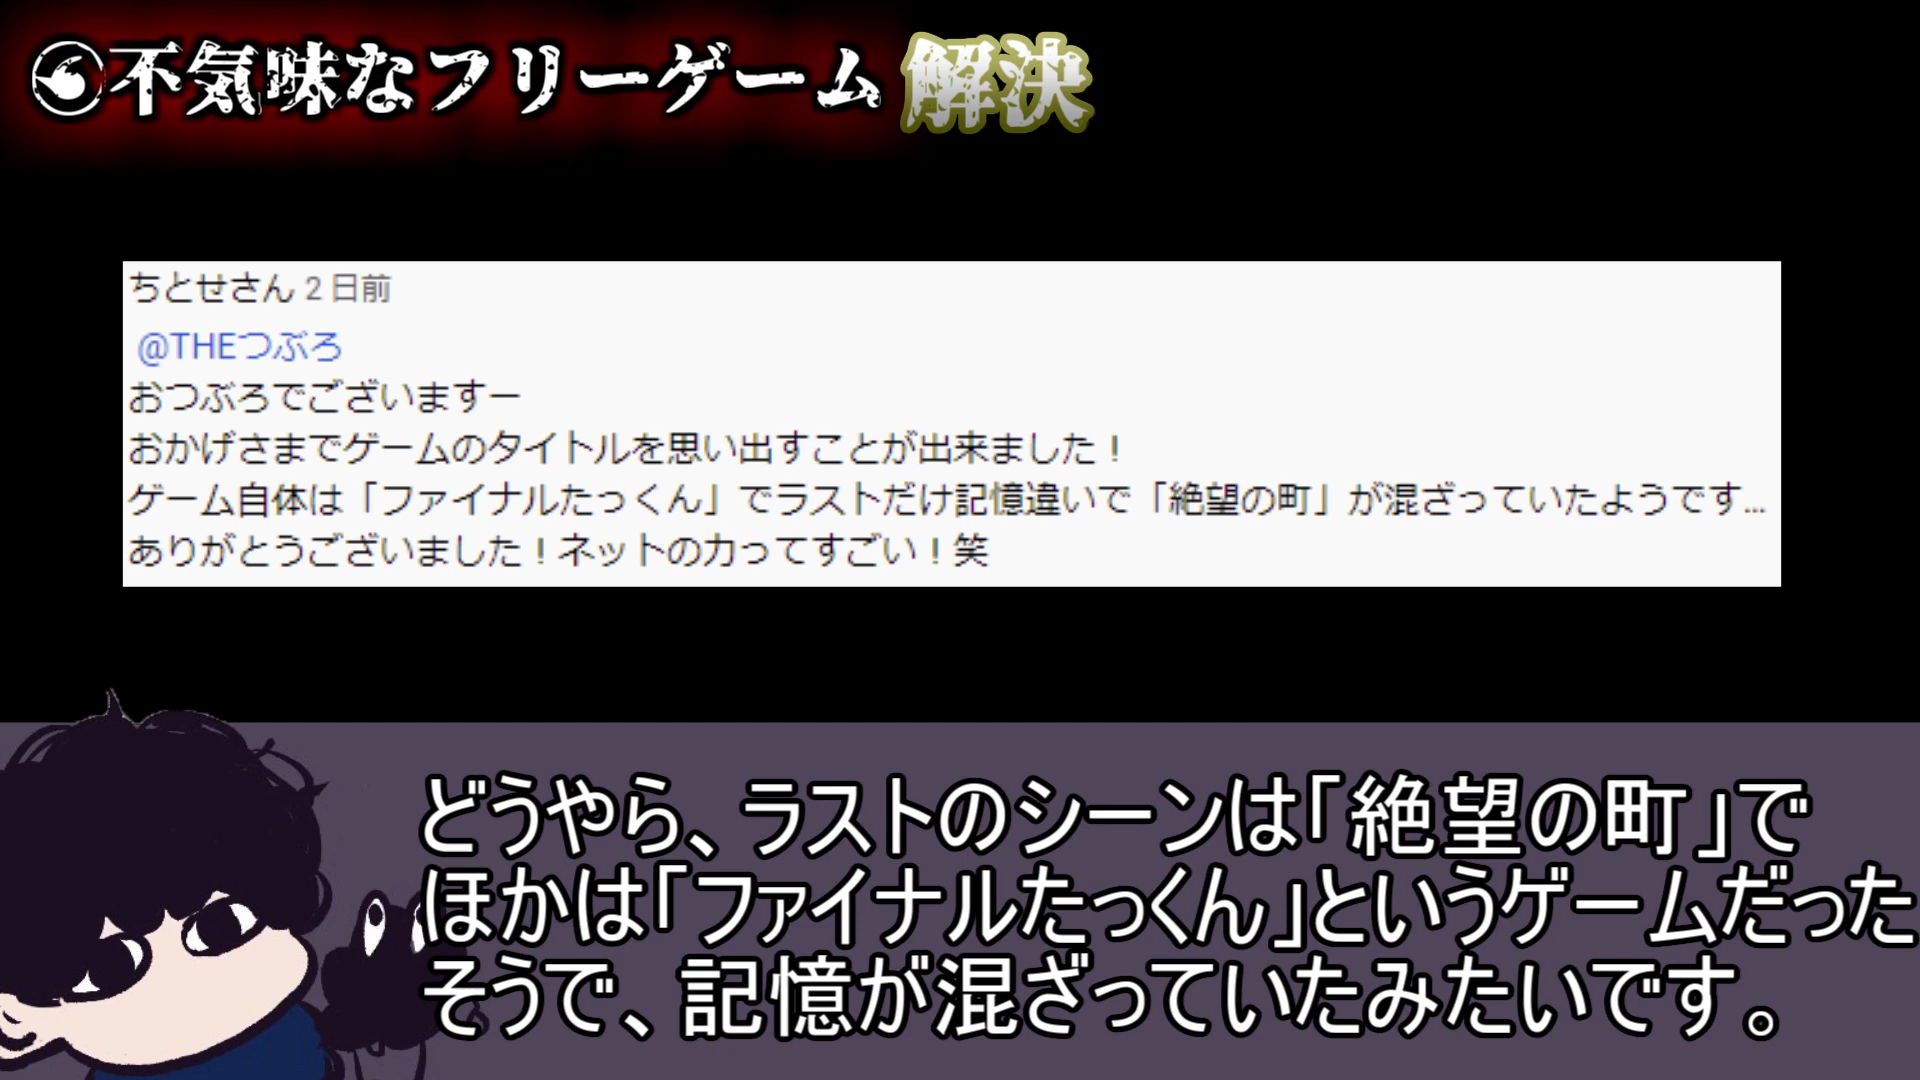 不気味なフリーゲーム 解決
ちとせさん 2 日前
@THEつぶろ
おつぶろでございますー
おかげさまでゲームのタイトルを思い出すことが出来ました！
ゲーム自体は「ファイナルたっくん」でラストだけ記憶違いで「絶望の町」が混ざっていたようです...
ありがとうございました！ネットの力ってすごい！笑
どうやら、ラストのシーンは「絶望の町」で
ほかは「ファイナルたっくん」というゲームだった
そうで、記憶が混ざっていたみたいです。